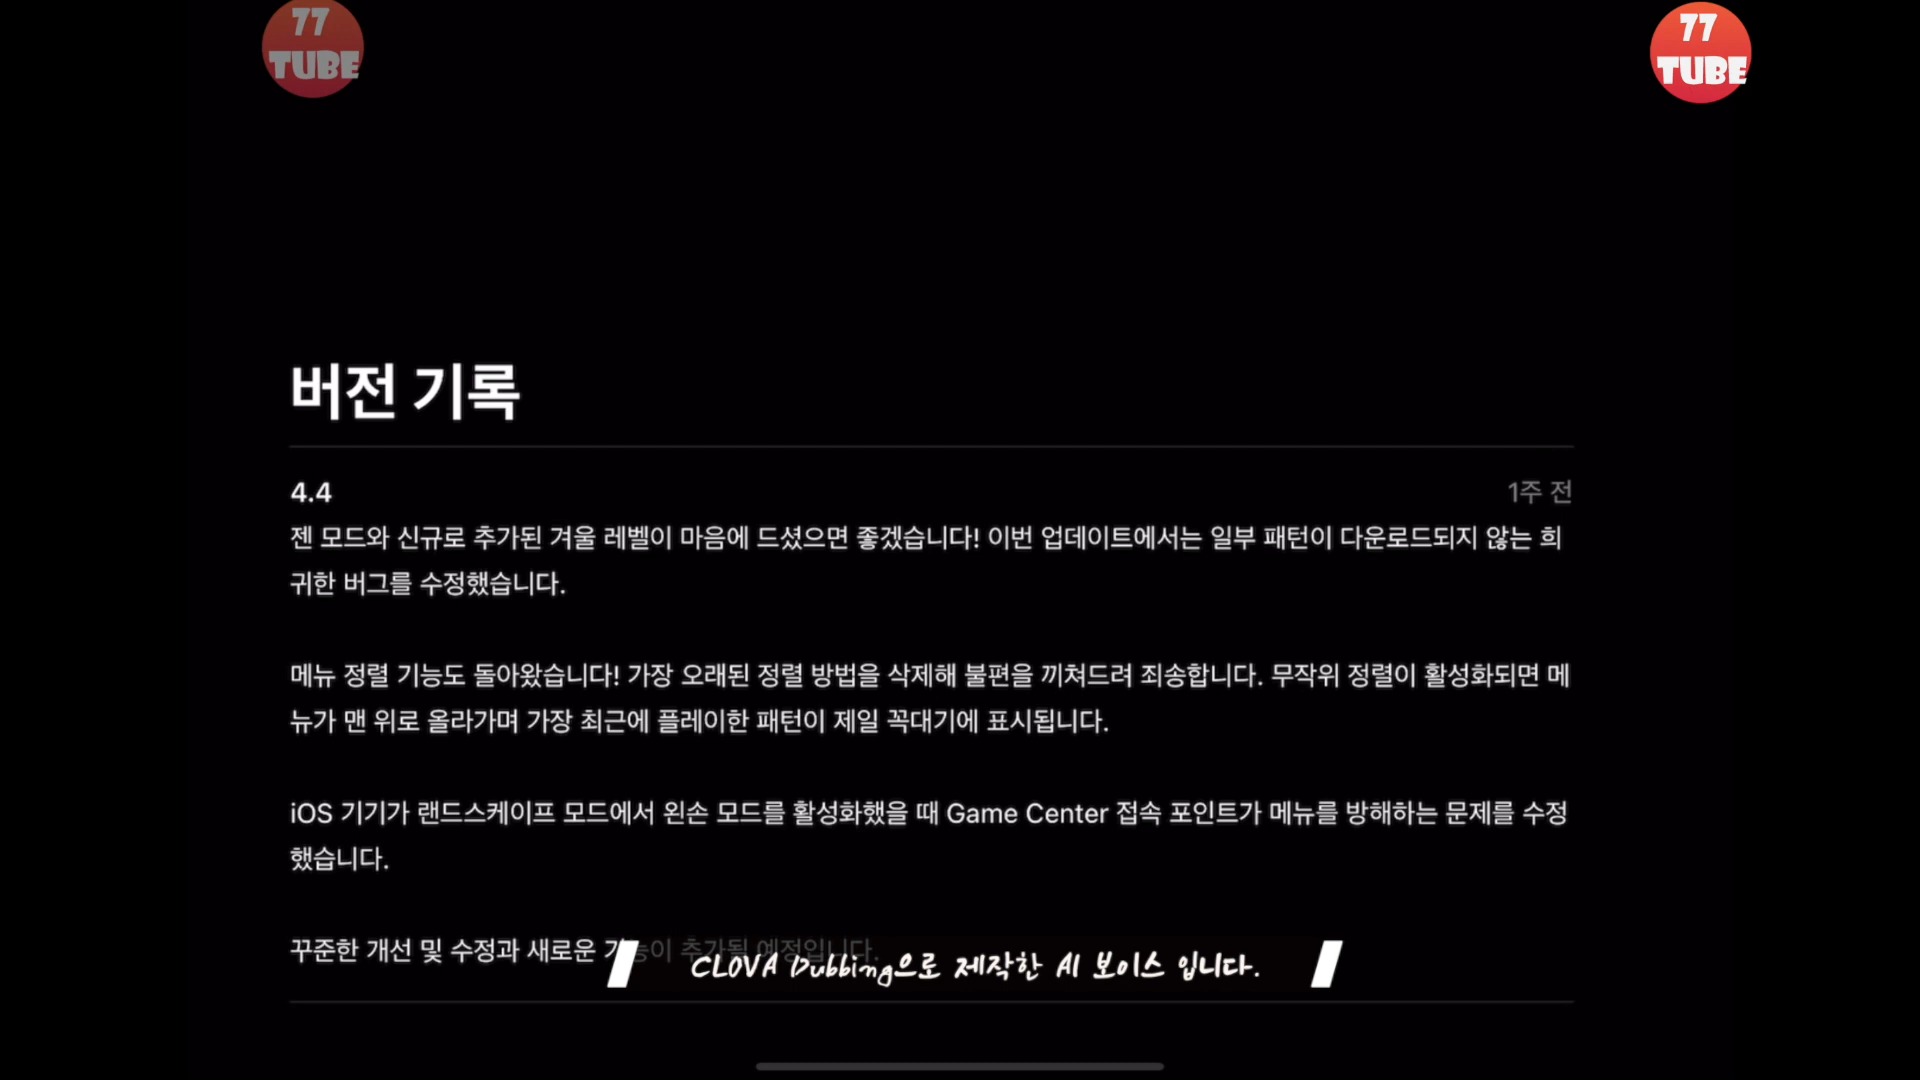 77
TUBE
77
TUBE
버전 기록
4.4
1주 전
젠 모드와 신규로 추가된 겨울 레벨이 마음에 드셨으면 좋겠습니다! 이번 업데이트에서는 일부 패턴이 다운로드되지 않는 희
귀한 버그를 수정했습니다.
메뉴 정렬 기능도 돌아왔습니다! 가장 오래된 정렬 방법을 삭제해 불편을 끼쳐드려 죄송합니다. 무작위 정렬이 활성화되면 메
뉴가 맨 위로 올라가며 가장 최근에 플레이한 패턴이 제일 꼭대기에 표시됩니다.
iOS 기기가 랜드스케이프 모드에서 왼손 모드를 활성화했을 때 Game Center 접속 포인트가 메뉴를 방해하는 문제를 수정
했습니다.
꾸준한 개선 및 수정과 새로운 기능이 추가될 예정입니다.
CLOVA Dubbing으로 제작한 AI 보이스 입니다.